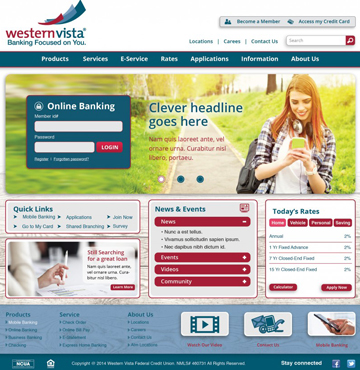 westernvista
Banking Focused on You.
Become a Member
Access my Credit Card
Locations | Careers | Contact Us
Search
Products Services E-Service Rates Applications Information About Us
Online Banking
Member Id#
Password
LOGIN
Register - Forgotten password?
Clever headline
goes here
Nam quis laoreet ante, vel
ornare urna. Curabitur nisl
libero, portaeu.
Quick Links
Mobile Banking
Applications
Join Now
Go to My Card
Shared Branching
Survey
Still Searching
for a great loan
Nam quis laoreet
ante, vel ornare urna.
Curabitur nisl
Learn More
News & Events
News
Nunc a est tellus.
Vivamus sollicitudin sapien ipsum.
Nec dapibus nibh dictum id.
Events
Videos
Community
Today's Rates
Home Vehicle Personal Saving
Annual 2%
1 Yr Fixed Advance 2%
7 Yr Closed-End Fixed 2%
15 Yr Closed-End Fixed 2%
Calculator
Apply Now
Products
Mobile Banking
Online Banking
Business Banking
Checking
Service
Check Order
Online Bill Pay
E-Statement
Express Home Banking
About Us
Locations
Careers
Contact Us
Watch Our Rates
Contact Us
Mobile Banking
NCUA
Copyright © 2014 Western Vista Federal Credit Union NMLS# 460701 All Rights Reserved.
Stay connected